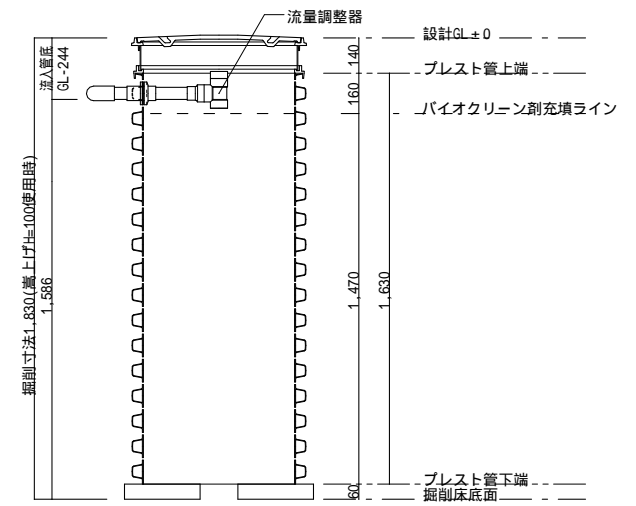 流量調整器
設計GL±0
プレスト管上端
バイオクリーン剤充填ライン
流入管底
GL-244
140
160
掘削寸法1,830(嵩上げH=100使用時)
1,586
1,470
1,630
プレスト管下端
掘削床底面
60